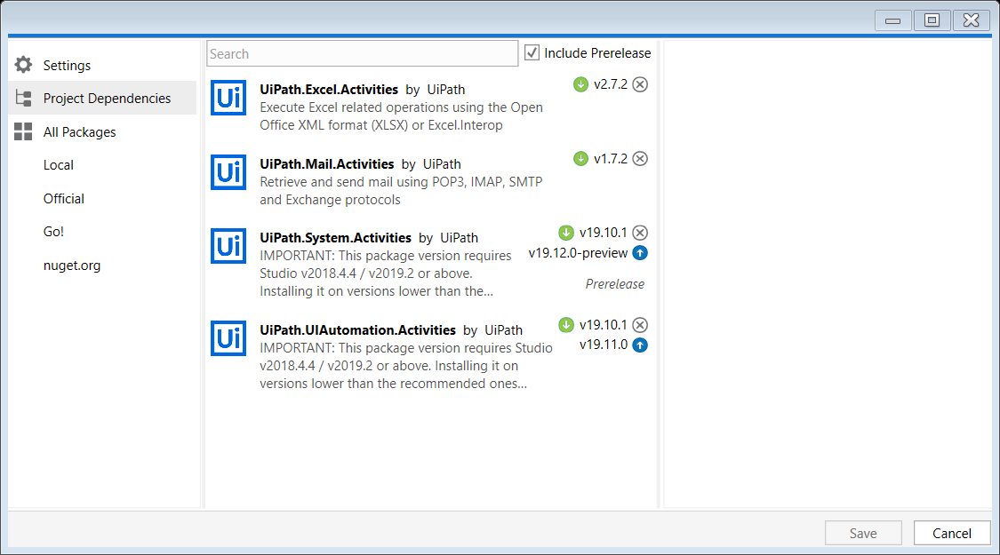 Settings
Project Dependencies
All Packages
Local
Official
Go!
nuget.org
Search
Include Prerelease
Ui
UiPath.Excel.Activities by UiPath
v2.7.2
Execute Excel related operations using the Open
Office XML format (XLSX) or Excel.Interop
Ui
UiPath.Mail.Activities by UiPath
v1.7.2
Retrieve and send mail using POP3, IMAP, SMTP
and Exchange protocols
Ui
UiPath.System.Activities by UiPath
v19.10.1
IMPORTANT: This package version requires
v19.12.0-preview
Studio v2018.4.4 / v2019.2 or above.
Installing it on versions lower than the...
Prerelease
Ui
UiPath.UIAutomation.Activities by UiPath
v19.10.1
IMPORTANT: This package version requires Studio
v19.11.0
v2018.4.4 / v2019.2 or above. Installing it on
versions lower than the recommended ones...
Save
Cancel